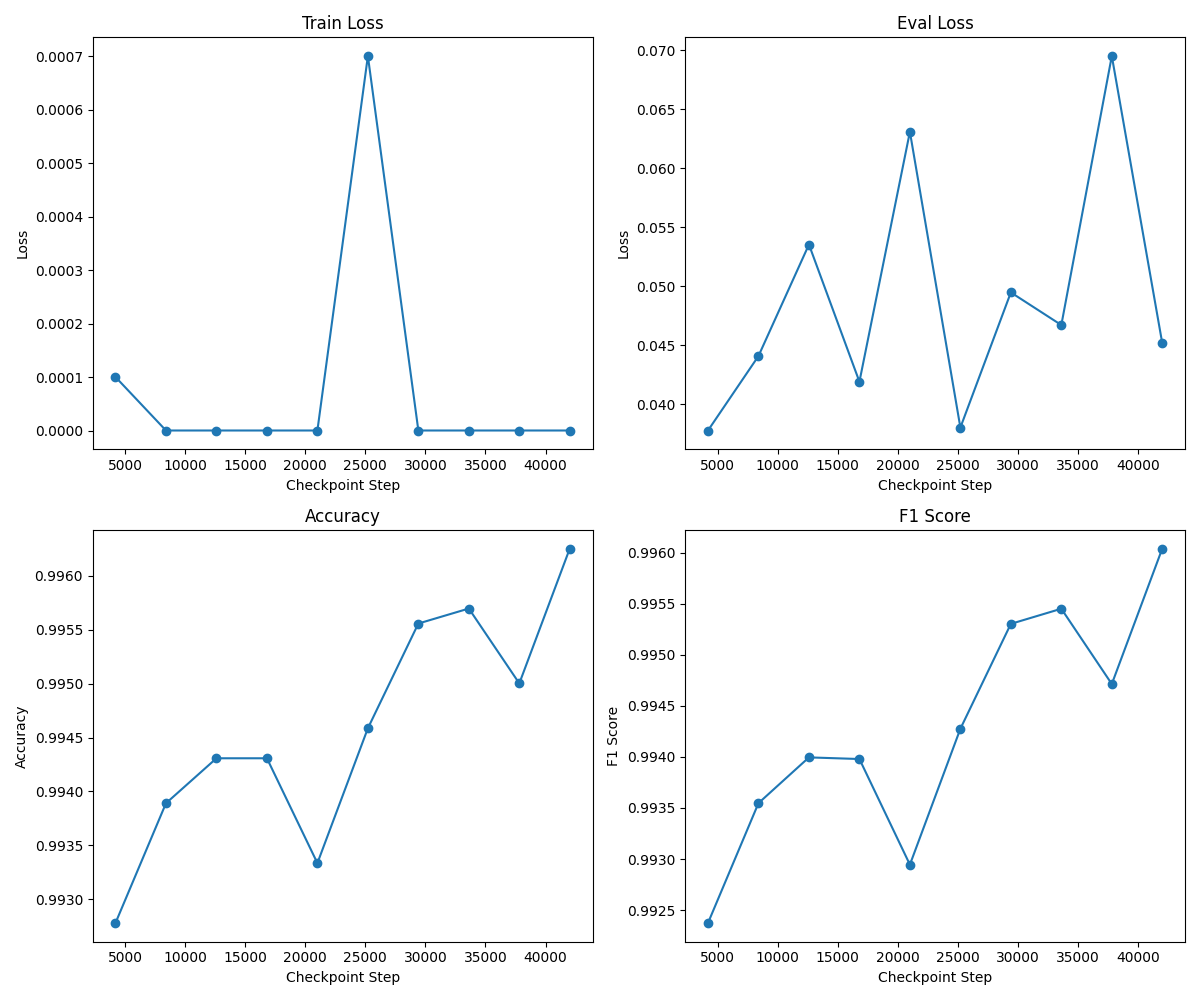 Train Loss
0.0007
0.0006
0.0005
0.0004
0.0003
0.0002
0.0001
0.0000
Loss
5000 10000 15000 20000 25000 30000 35000 40000
Checkpoint Step
Eval Loss
0.070
0.065
0.060
0.055
0.050
0.045
0.040
Loss
5000 10000 15000 20000 25000 30000 35000 40000
Checkpoint Step
Accuracy
0.9960
0.9955
0.9950
0.9945
0.9940
0.9935
0.9930
Accuracy
5000 10000 15000 20000 25000 30000 35000 40000
Checkpoint Step
F1 Score
0.9960
0.9955
0.9950
0.9945
0.9940
0.9935
0.9930
0.9925
F1 Score
5000 10000 15000 20000 25000 30000 35000 40000
Checkpoint Step